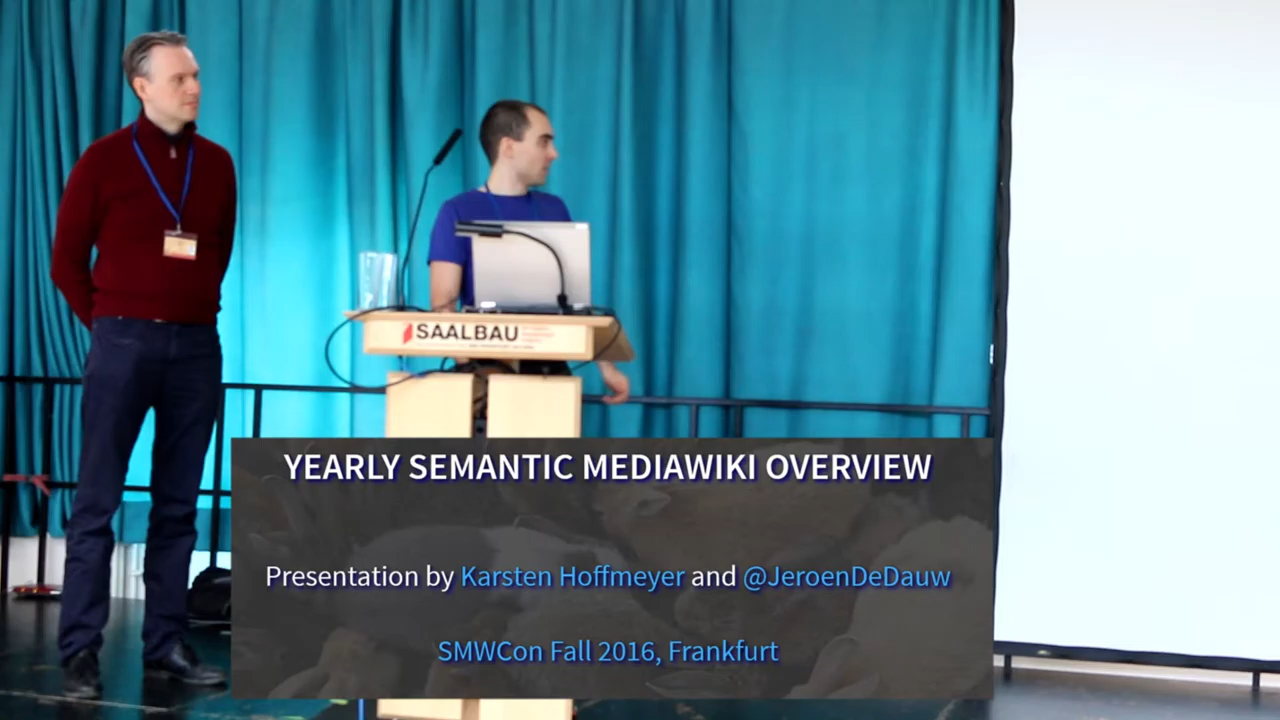 SAALBAU
YEARLY SEMANTIC MEDIAWIKI OVERVIEW
Presentation by Karsten Hoffmeyer and @JeroenDeDauw
SMWCon Fall 2016, Frankfurt